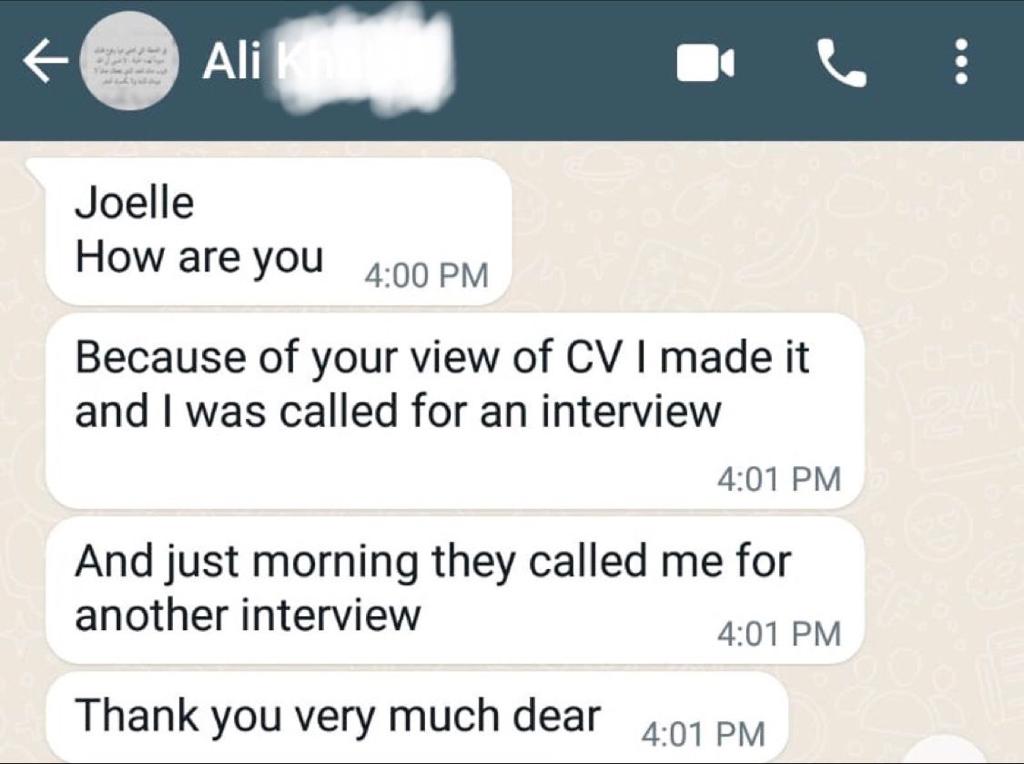 Ali
Joelle
How are you
4:00 PM
Because of your view of CV I made it
and I was called for an interview
4:01 PM
And just morning they called me for
another interview
4:01 PM
Thank you very much dear
4:01 PM